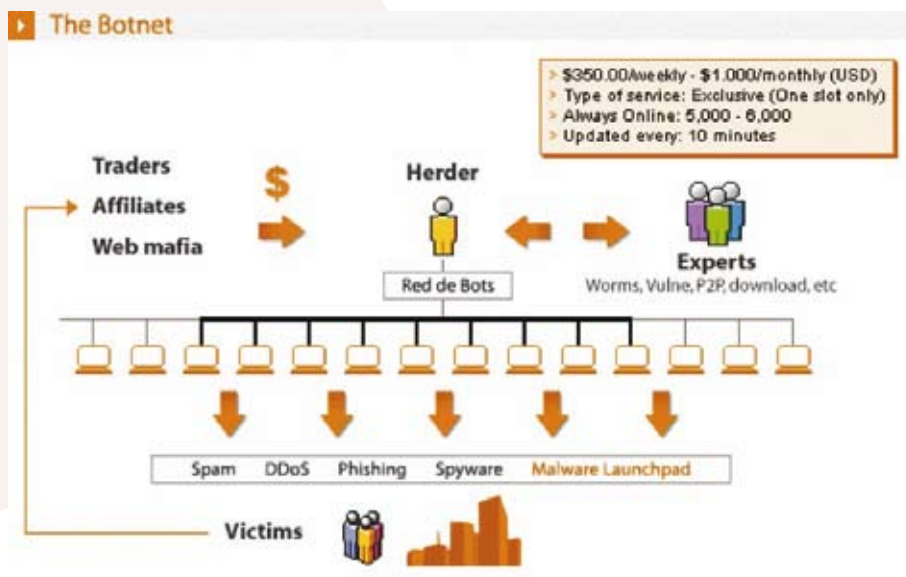 The Botnet
> $350.00/weekly - $1.000/monthly (USD)
> Type of service: Exclusive (One slot only)
> Always Online: 5,000 - 6,000
> Updated every: 10 minutes
Traders
Affiliates
Web mafia
$
Herder
Experts
Worms, Vulne, P2P, download, etc
Red de Bots
Spam DDoS Phishing Spyware Malware Launchpad
Victims